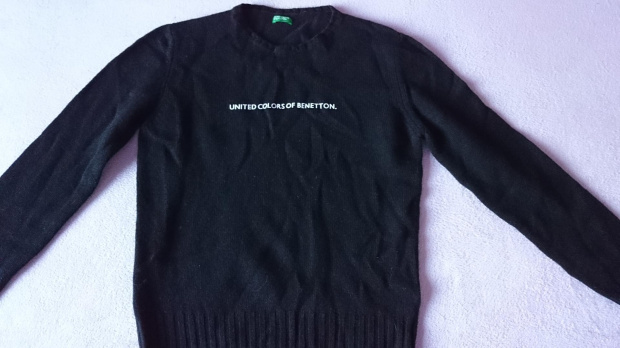 UNITED COLORS OF BENETTON.